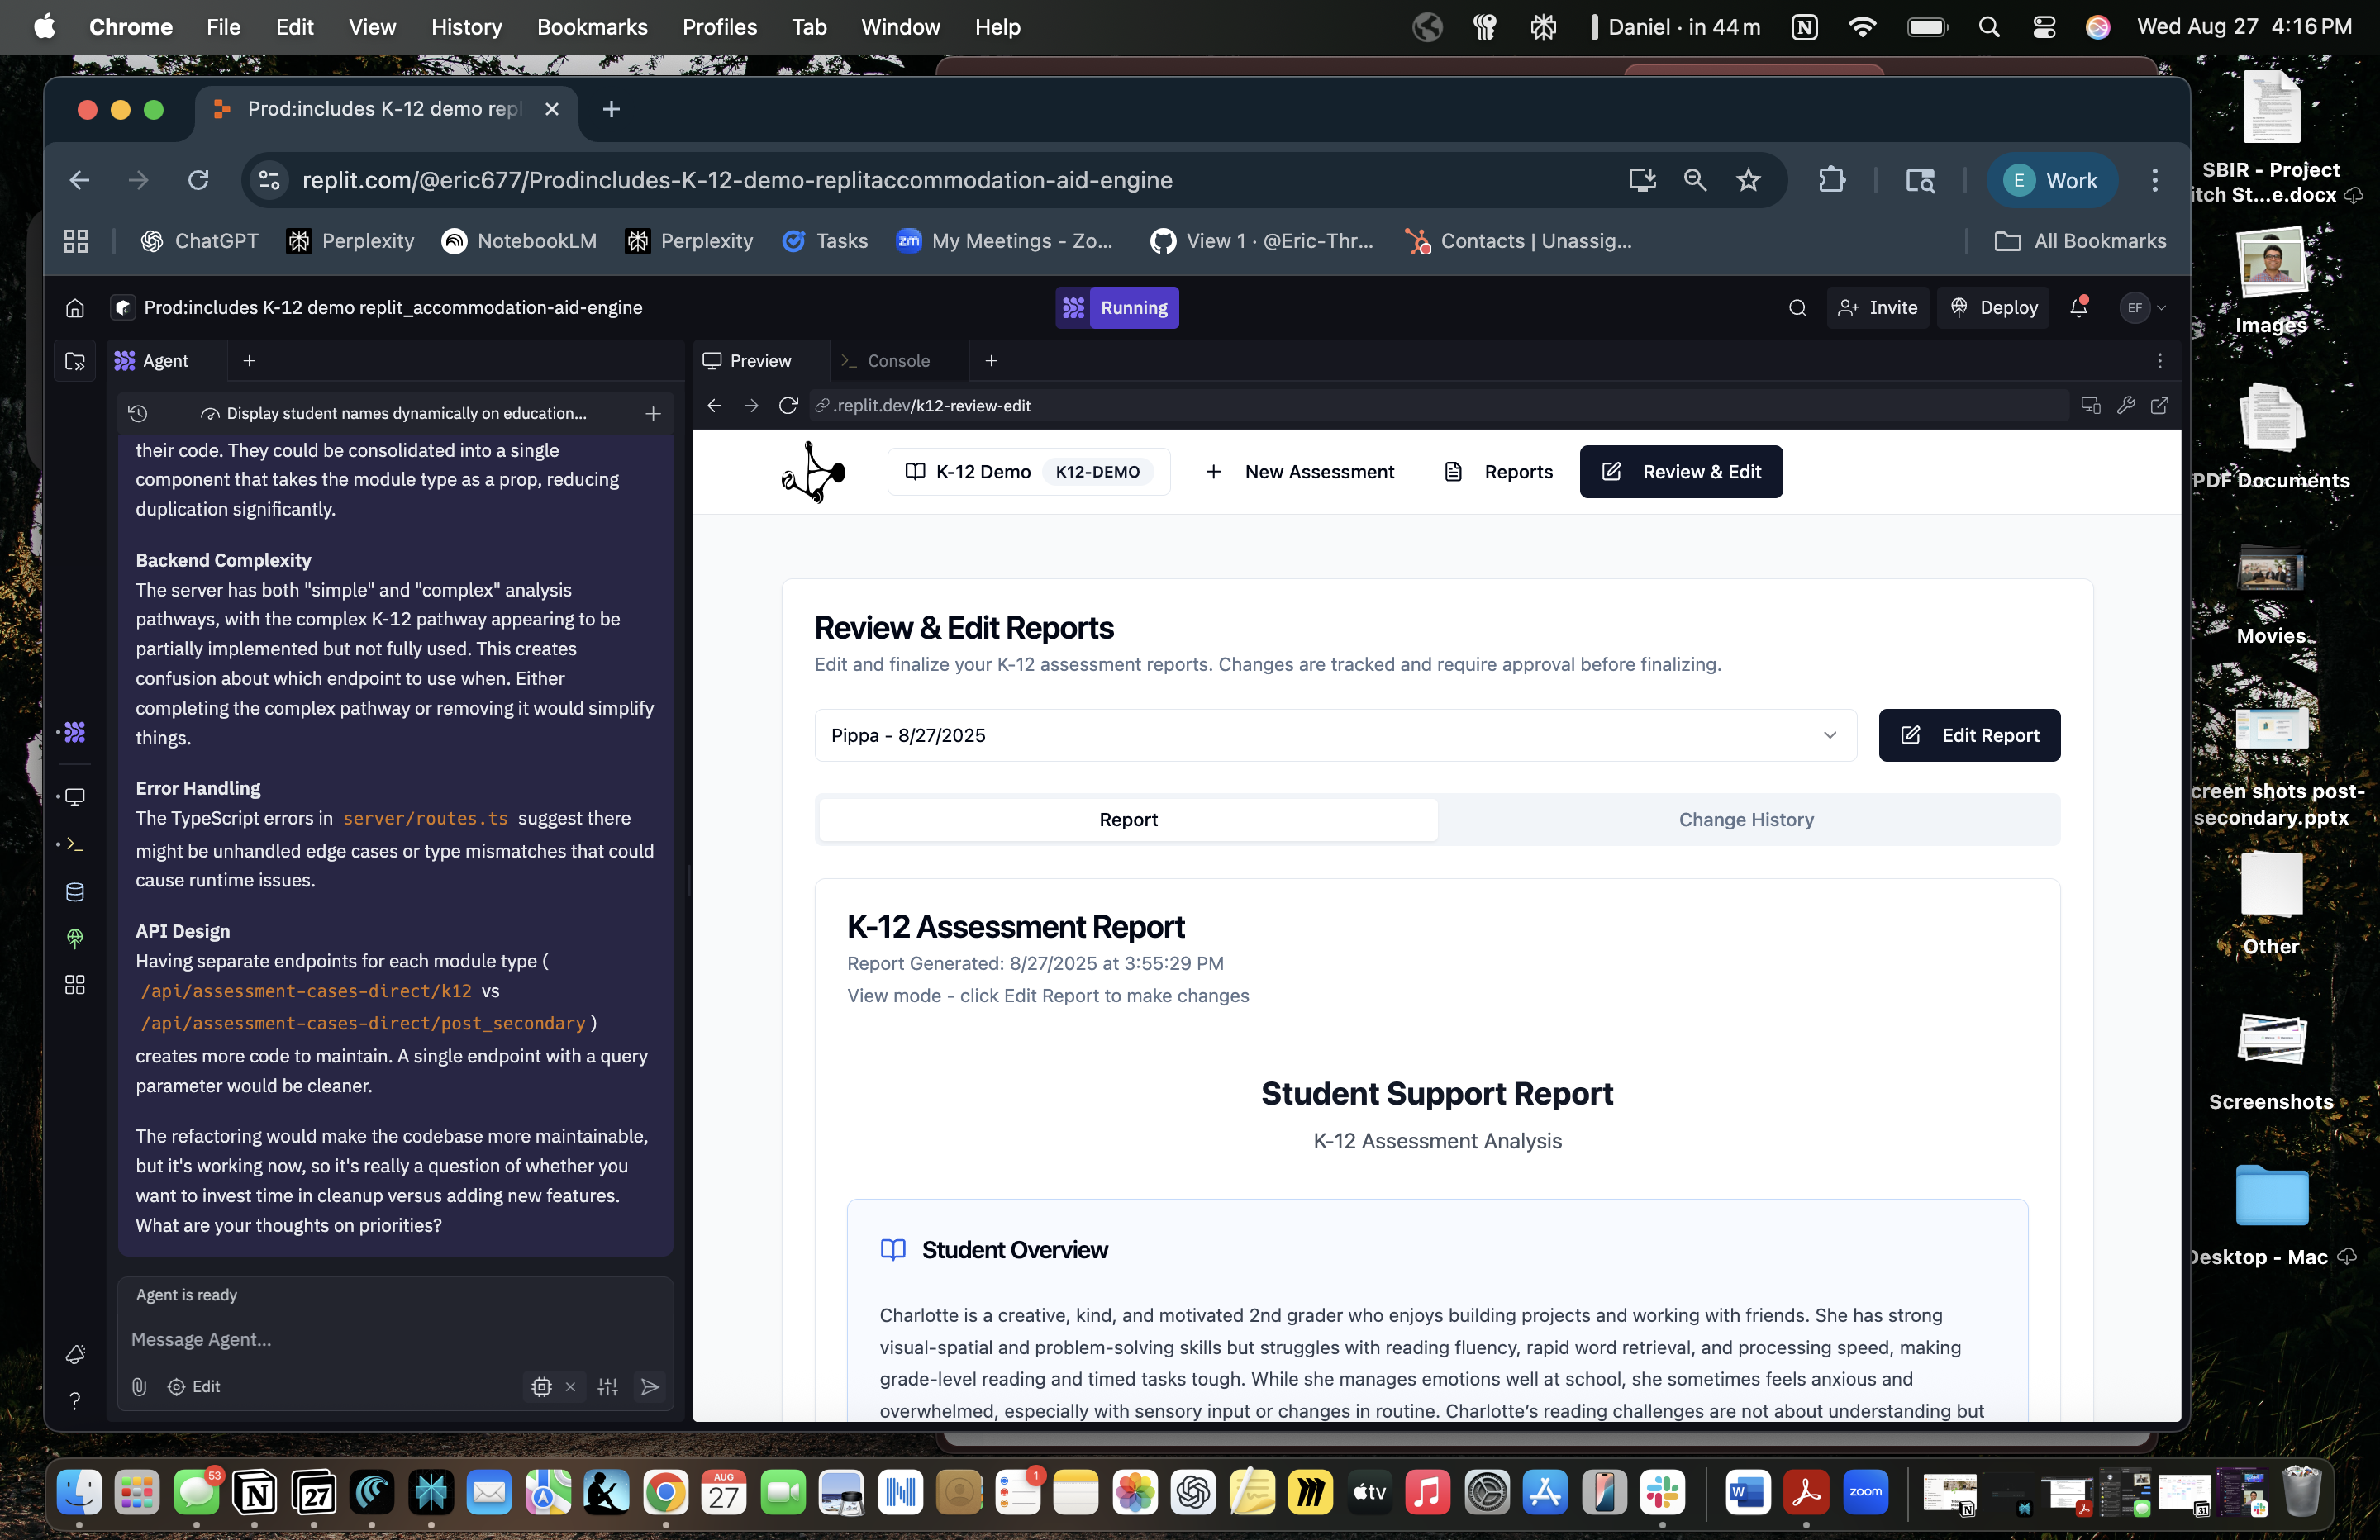 Chrome File Edit View History Bookmarks Profiles Tab Window Help Daniel · in 44m Wed Aug 27 4:16PM
Prod:includes K-12 demo repl
replit.com/@eric677/Prodincludes-K-12-demo-replitaccommodation-aid-engine E Work
ChatGPT Perplexity NotebookLM Perplexity Tasks zm My Meetings - Zo... View 1 · @Eric-Thr... Contacts | Unassig... All Bookmarks
Prod:includes K-12 demo replit_accommodation-aid-engine Running Invite Deploy EF
Agent
Display student names dynamically on education...
their code. They could be consolidated into a single
component that takes the module type as a prop, reducing
duplication significantly.
Backend Complexity
The server has both "simple" and "complex" analysis
pathways, with the complex K-12 pathway appearing to be
partially implemented but not fully used. This creates
confusion about which endpoint to use when. Either
completing the complex pathway or removing it would simplify
things.
Error Handling
The TypeScript errors in server/routes.ts suggest there
might be unhandled edge cases or type mismatches that could
cause runtime issues.
API Design
Having separate endpoints for each module type (
/api/assessment-cases-direct/k12 vs
/api/assessment-cases-direct/post_secondary )
creates more code to maintain. A single endpoint with a query
parameter would be cleaner.
The refactoring would make the codebase more maintainable,
but it's working now, so it's really a question of whether you
want to invest time in cleanup versus adding new features.
What are your thoughts on priorities?
Agent is ready
Message Agent...
Edit
Preview Console
.replit.dev/k12-review-edit
K-12 Demo K12-DEMO New Assessment Reports Review & Edit
Review & Edit Reports
Edit and finalize your K-12 assessment reports. Changes are tracked and require approval before finalizing.
Pippa - 8/27/2025 Edit Report
Report Change History
K-12 Assessment Report
Report Generated: 8/27/2025 at 3:55:29 PM
View mode - click Edit Report to make changes
Student Support Report
K-12 Assessment Analysis
Student Overview
Charlotte is a creative, kind, and motivated 2nd grader who enjoys building projects and working with friends. She has strong
visual-spatial and problem-solving skills but struggles with reading fluency, rapid word retrieval, and processing speed, making
grade-level reading and timed tasks tough. While she manages emotions well at school, she sometimes feels anxious and
overwhelmed, especially with sensory input or changes in routine. Charlotte's reading challenges are not about understanding but
SBIR - Project
itch St...e.docx
Images
PDF Documents
Movies
creen shots post-
secondary.pptx
Other
Screenshots
Desktop - Mac
53
27
AUG
27
1
tv
W
zoom